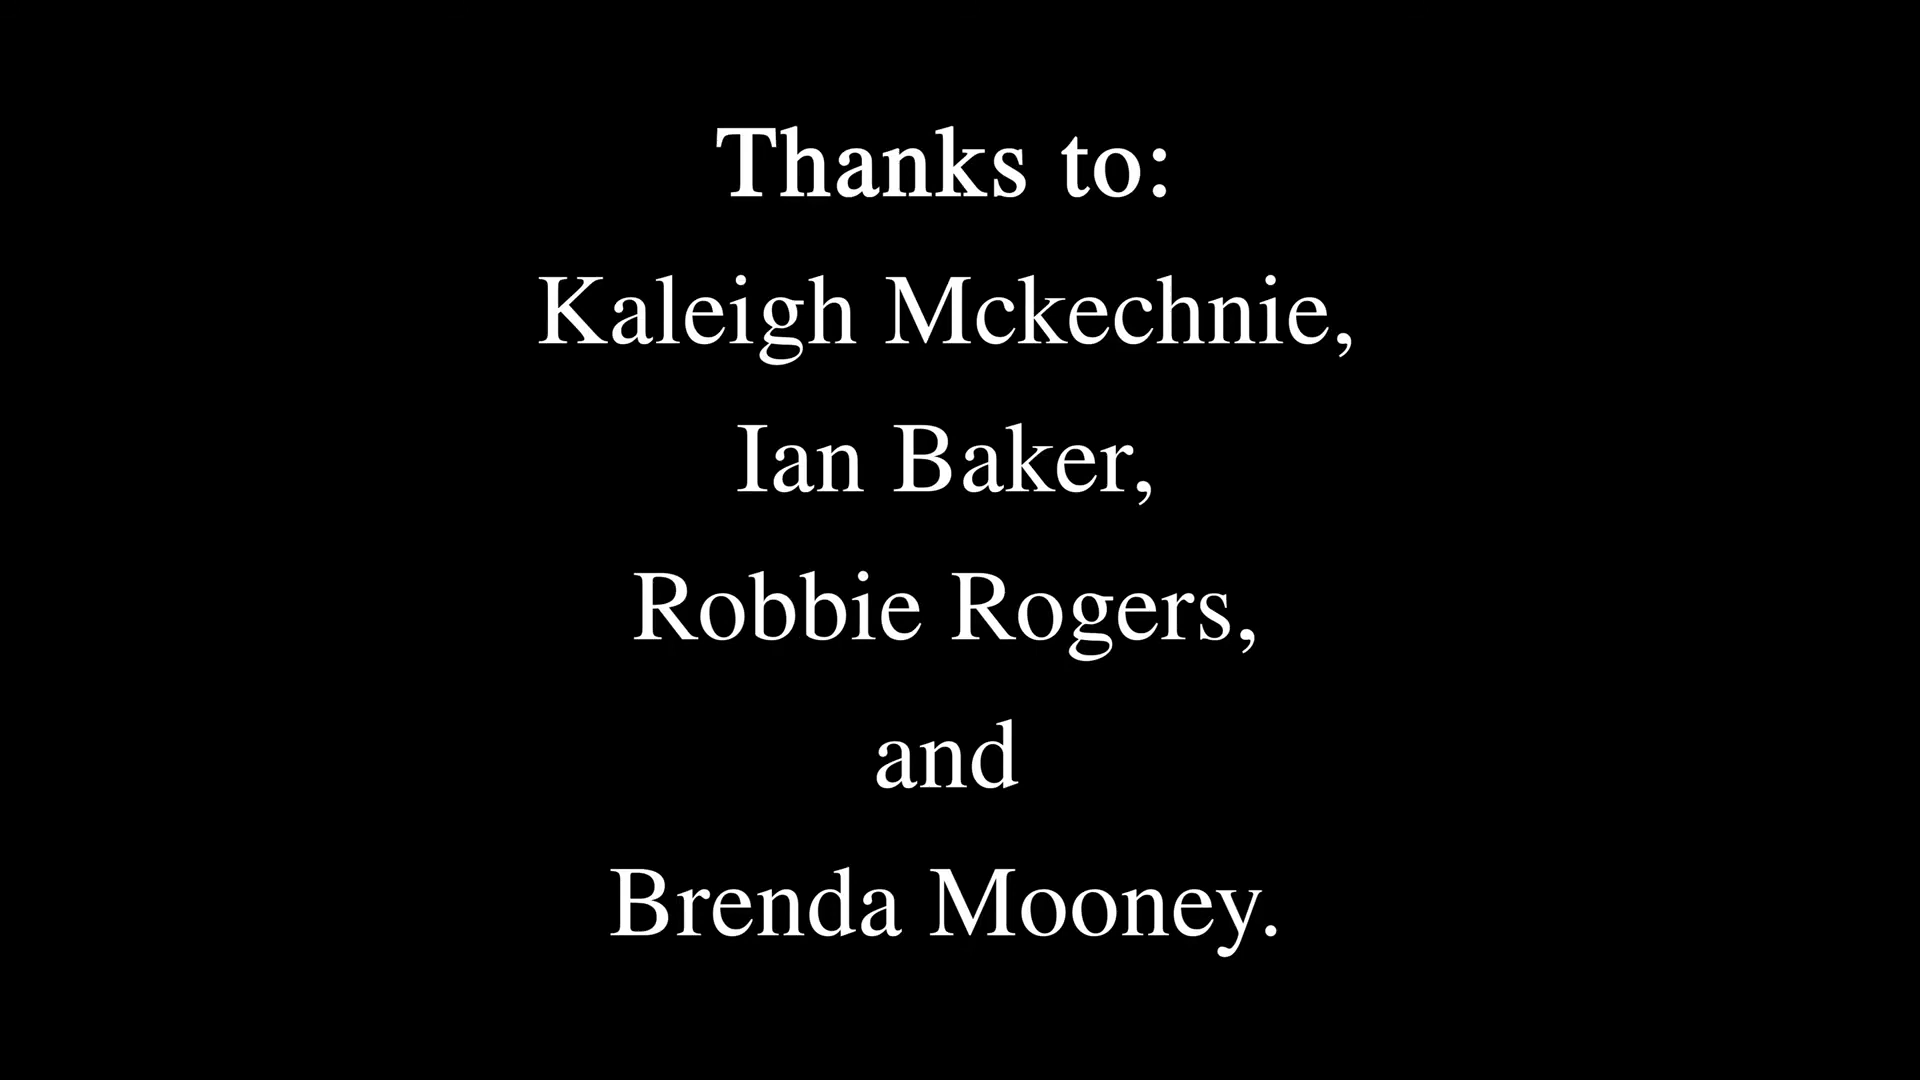 Thanks to:
Kaleigh Mckechnie,
Ian Baker,
Robbie Rogers,
and
Brenda Mooney.